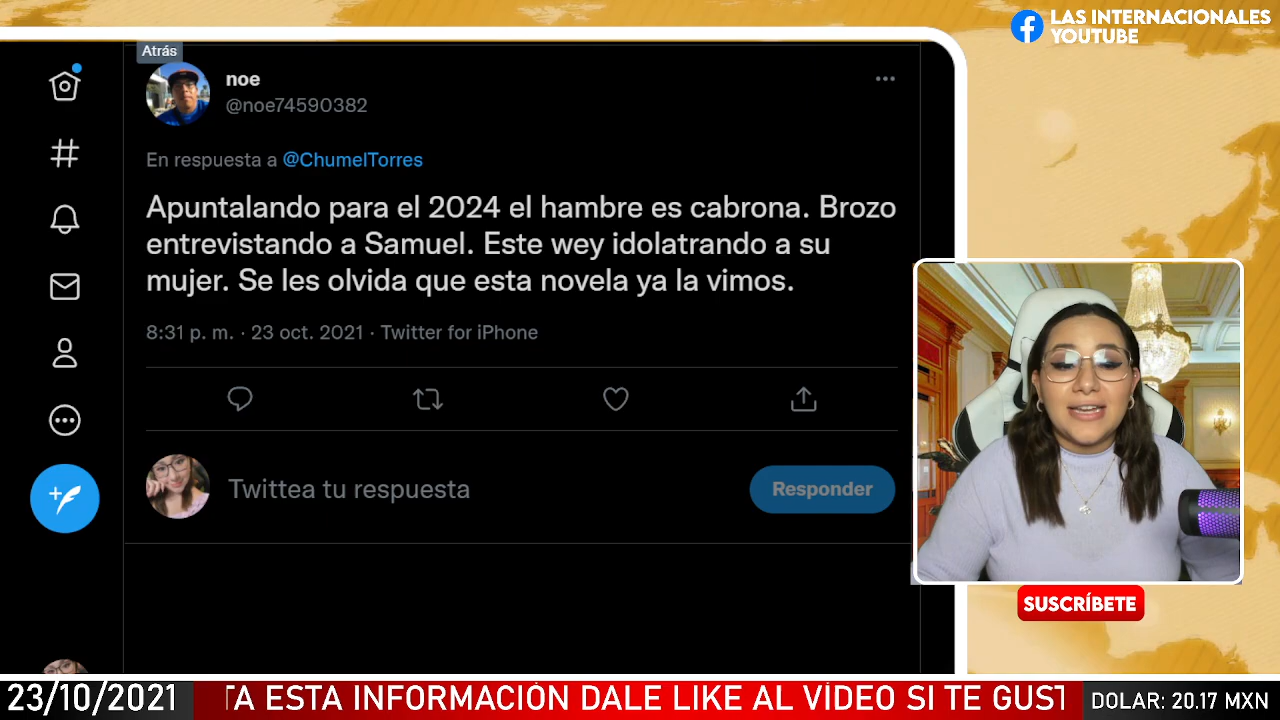 LAS INTERNACIONALES
YOUTUBE
Atrás
noe
@noe74590382
En respuesta a @ChumelTorres
Apuntalando para el 2024 el hambre es cabrona. Brozo
entrevistando a Samuel. Este wey idolatrando a su
mujer. Se les olvida que esta novela ya la vimos.
8:31 p. m. · 23 oct. 2021 · Twitter for iPhone
Twittea tu respuesta
Responder
SUSCRÍBETE
23/10/2021
TA ESTA INFORMACIÓN DALE LIKE AL VÍDEO SI TE GUST
DOLAR: 20.17 MXN